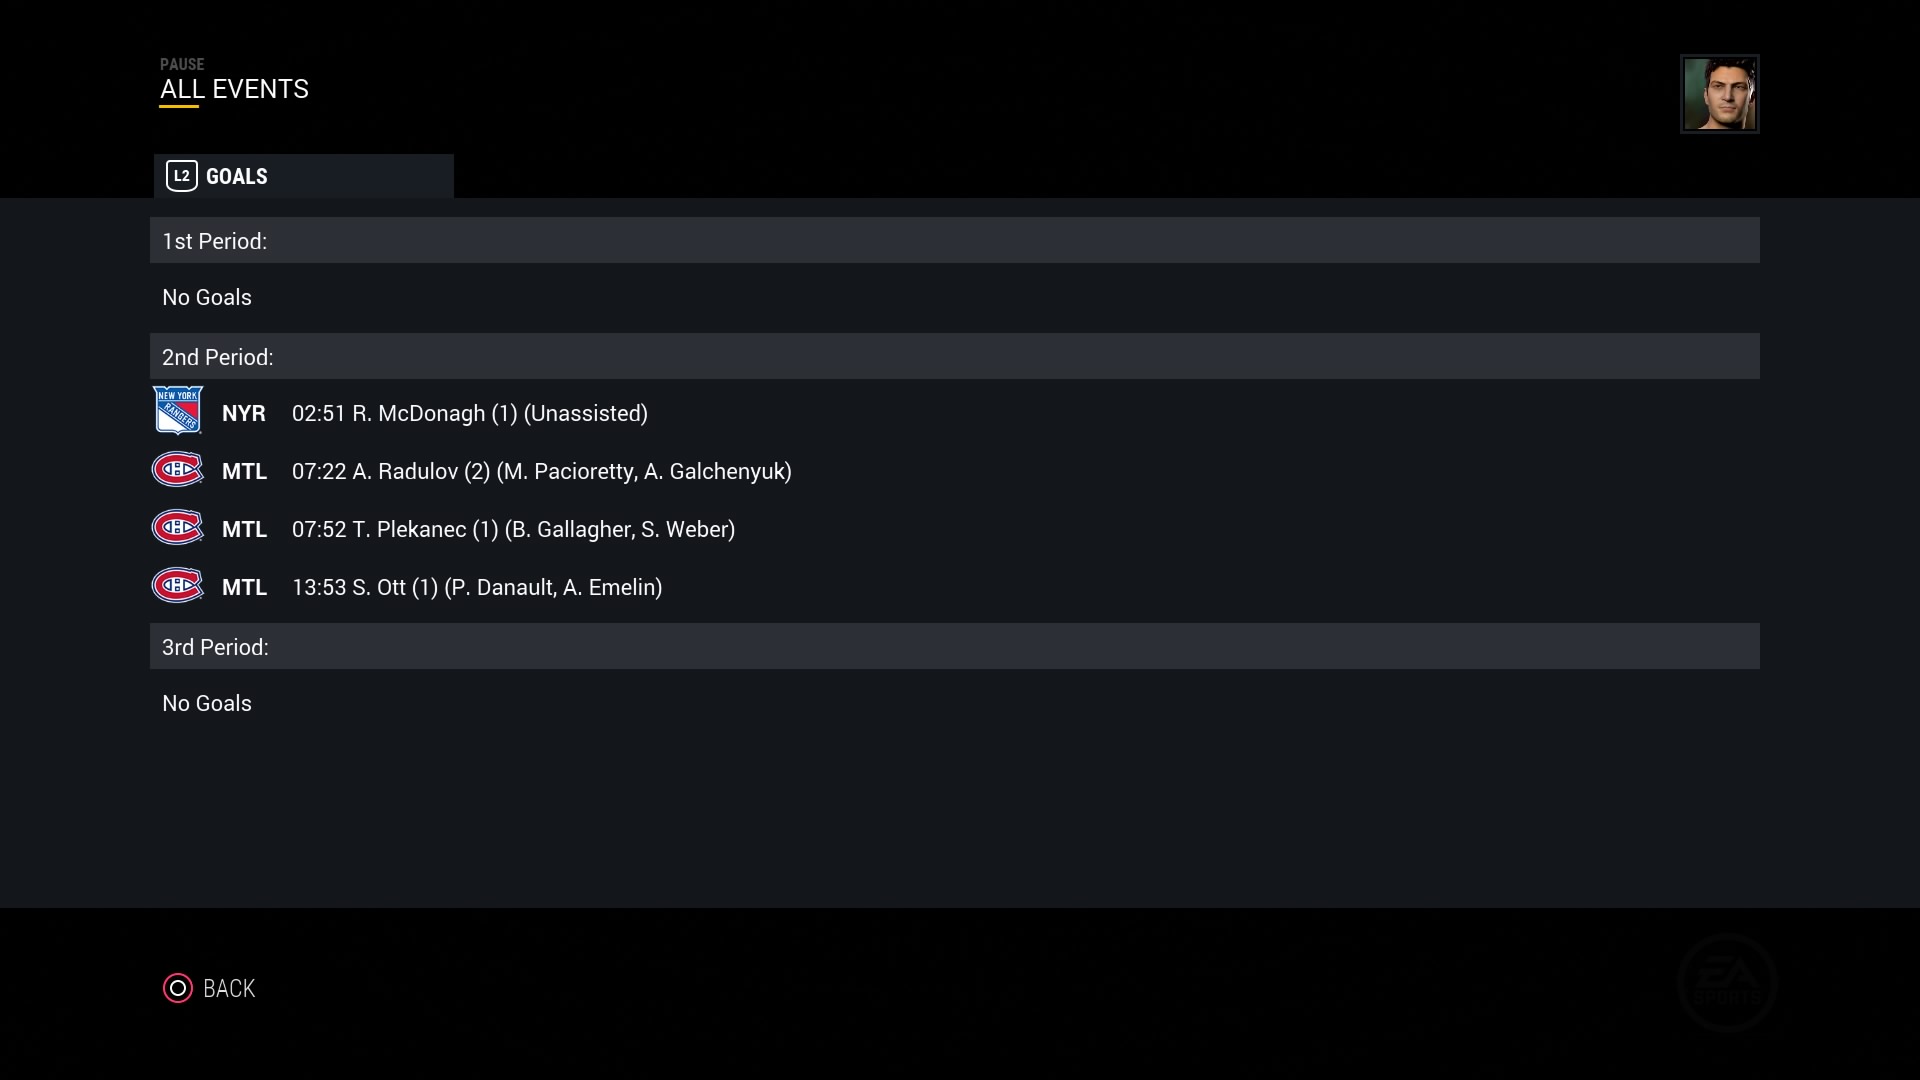 PAUSE
ALL EVENTS
L2 GOALS
1st Period:
No Goals
2nd Period:
NEW YORK RANGERS NYR 02:51 R. McDonagh (1) (Unassisted)
MTL 07:22 A. Radulov (2) (M. Pacioretty, A. Galchenyuk)
MTL 07:52 T. Plekanec (1) (B. Gallagher, S. Weber)
MTL 13:53 S. Ott (1) (P. Danault, A. Emelin)
3rd Period:
No Goals
BACK
EA SPORTS